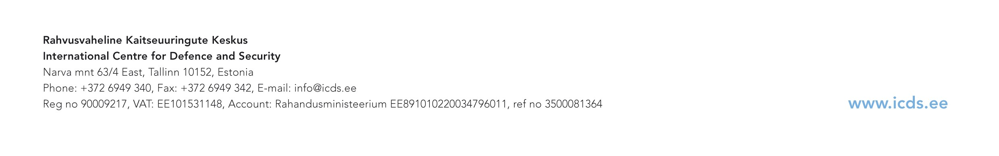 Rahvusvaheline Kaitseuuringute Keskus
International Centre for Defence and Security
Narva mnt 63/4 East, Tallinn 10152, Estonia
Phone: +372 6949 340, Fax: +372 6949 342, E-mail: info@icds.ee
Reg no 90009217, VAT: EE101531148, Account: Rahandusministeerium EE891010220034796011, ref no 3500081364
www.icds.ee